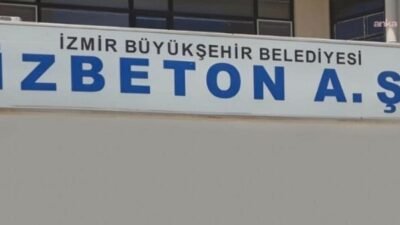 anka
İZMİR BÜYÜKŞEHİR BELEDİYESİ
İZBETON A.Ş